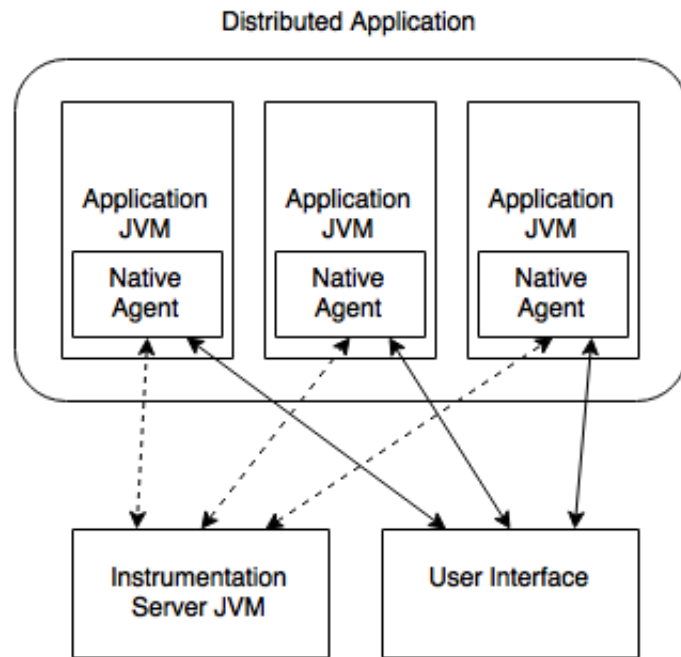 Distributed Application
Application
JVM
Native
Agent
Application
JVM
Native
Agent
Application
JVM
Native
Agent
Instrumentation
Server JVM
User Interface